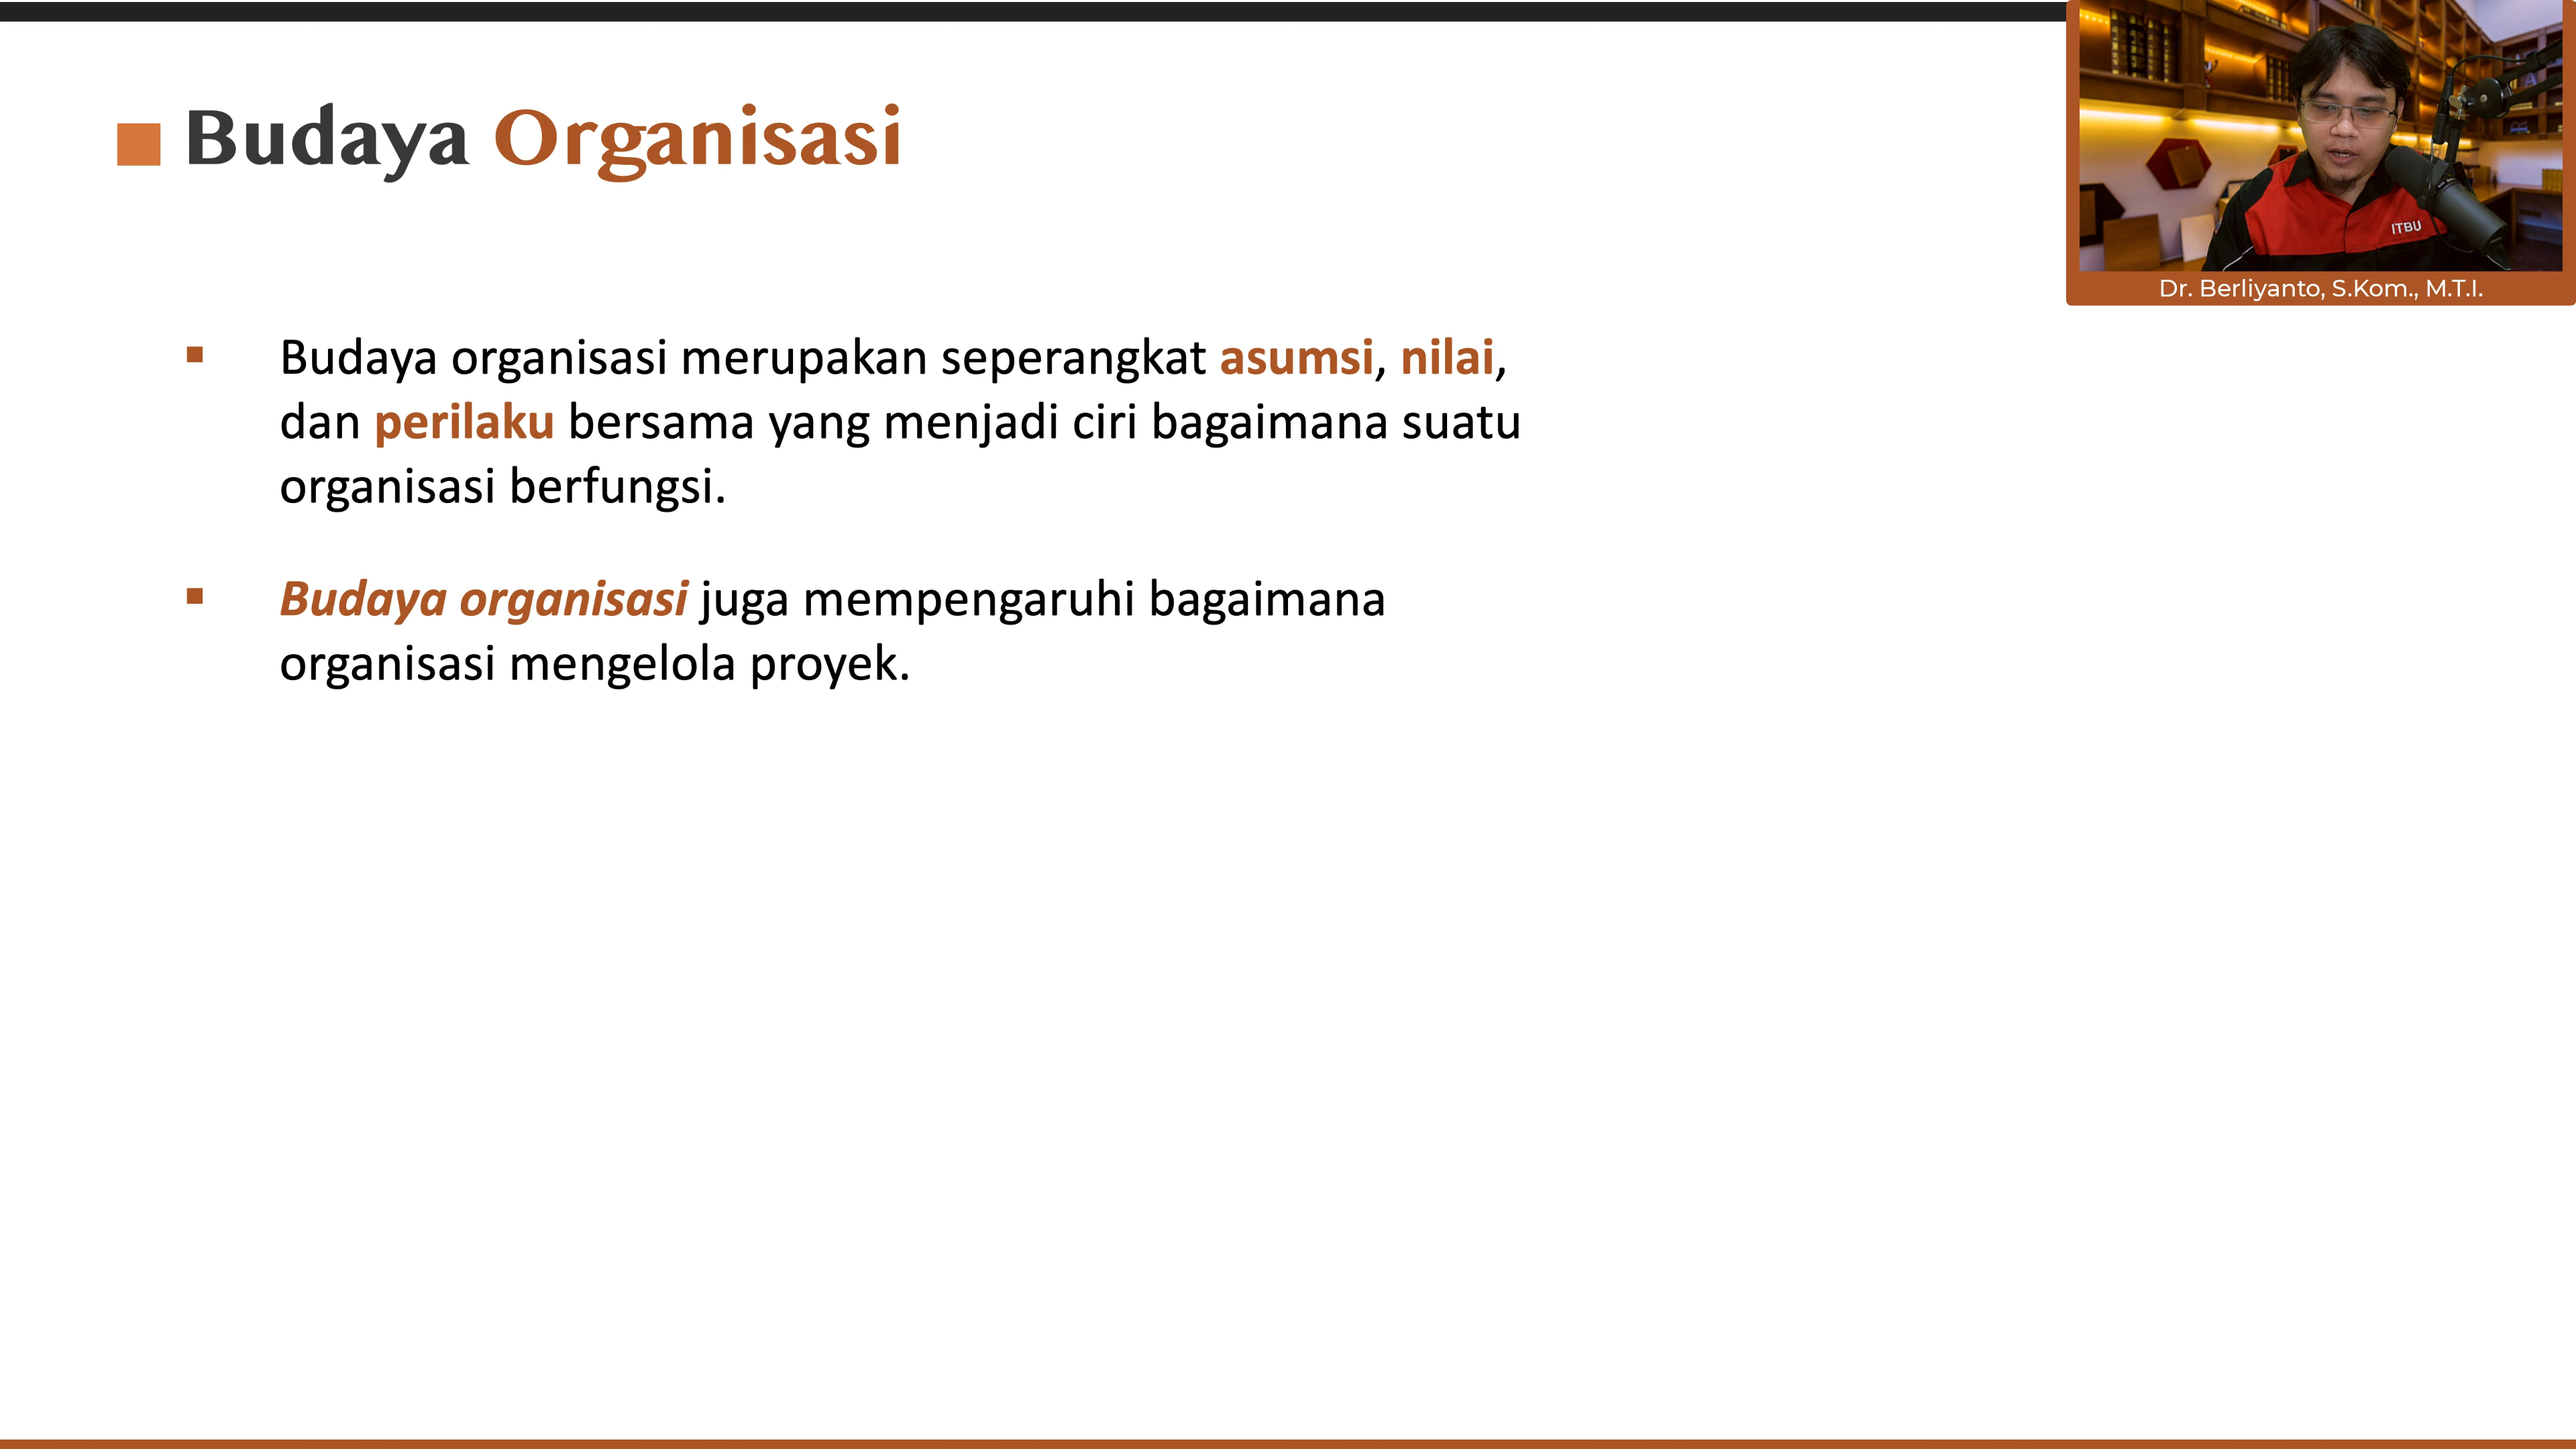 Budaya Organisasi
Budaya organisasi merupakan seperangkat asumsi, nilai,
dan perilaku bersama yang menjadi ciri bagaimana suatu
organisasi berfungsi.
Budaya organisasi juga mempengaruhi bagaimana
organisasi mengelola proyek.
ITBU
Dr. Berliyanto, S.Kom., M.T.I.